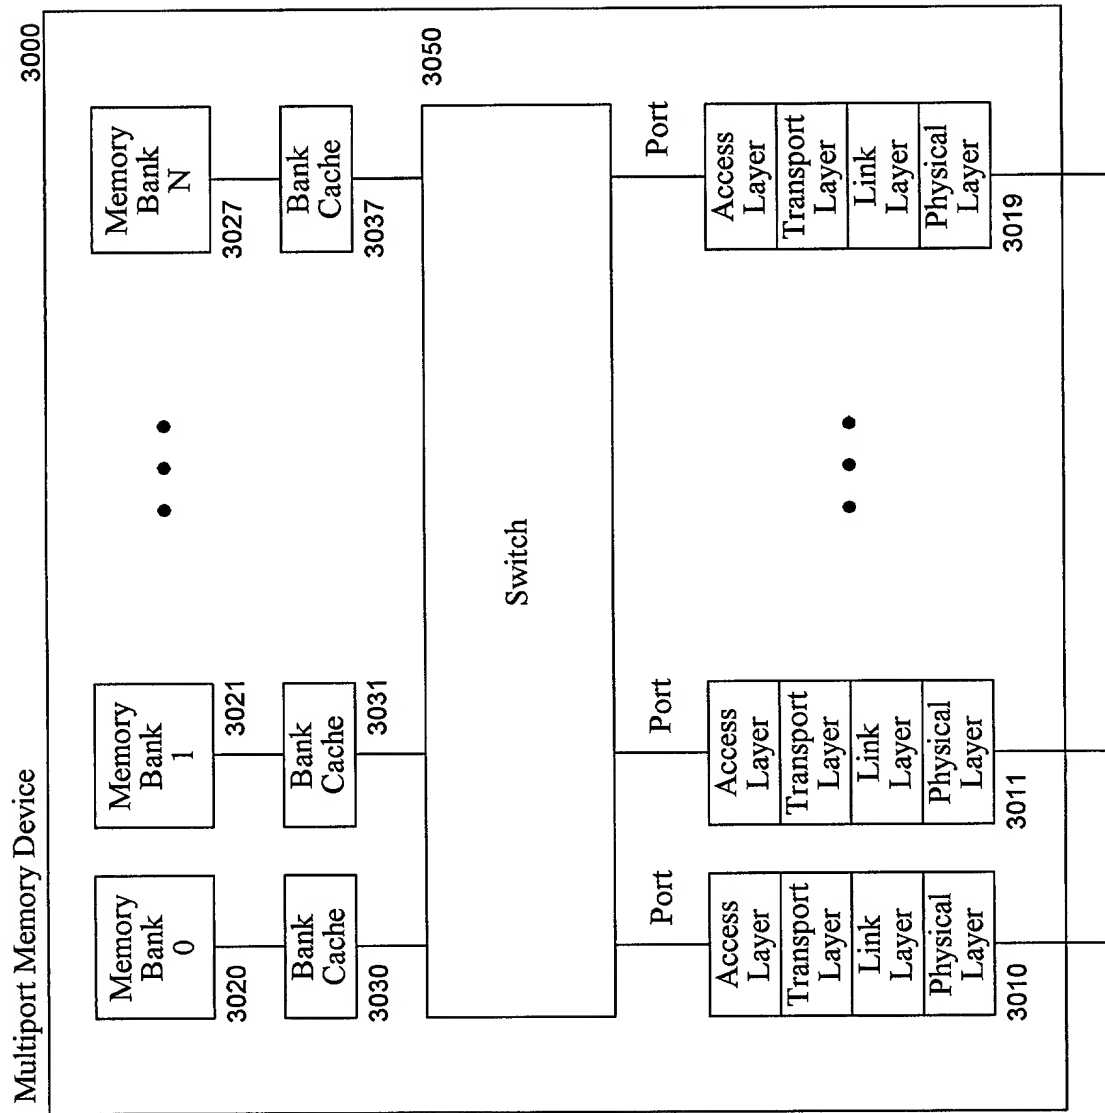 Multiport Memory Device
3000
Memory
Bank
0
3020
Memory
Bank
1
3021
Memory
Bank
N
3027
Bank
Cache
3030
Bank
Cache
3031
Bank
Cache
3037
3050
Switch
Port
Port
Port
Access
Layer
Transport
Layer
Link
Layer
Physical
Layer
3010
Access
Layer
Transport
Layer
Link
Layer
Physical
Layer
3011
Access
Layer
Transport
Layer
Link
Layer
Physical
Layer
3019